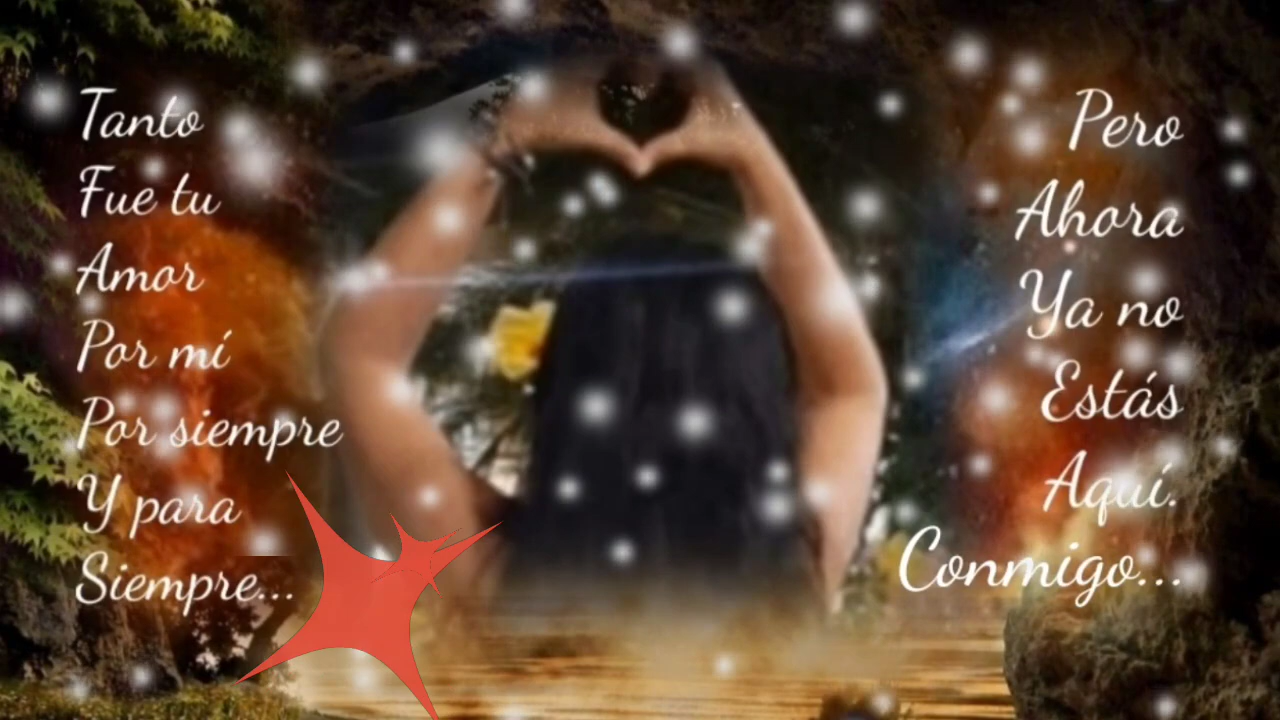 Tanto
Fue tu
Amor
Por mí
Por siempre
Y para
Siempre...
Pero
Ahora
Ya no
Estás
Aquí.
Conmigo...